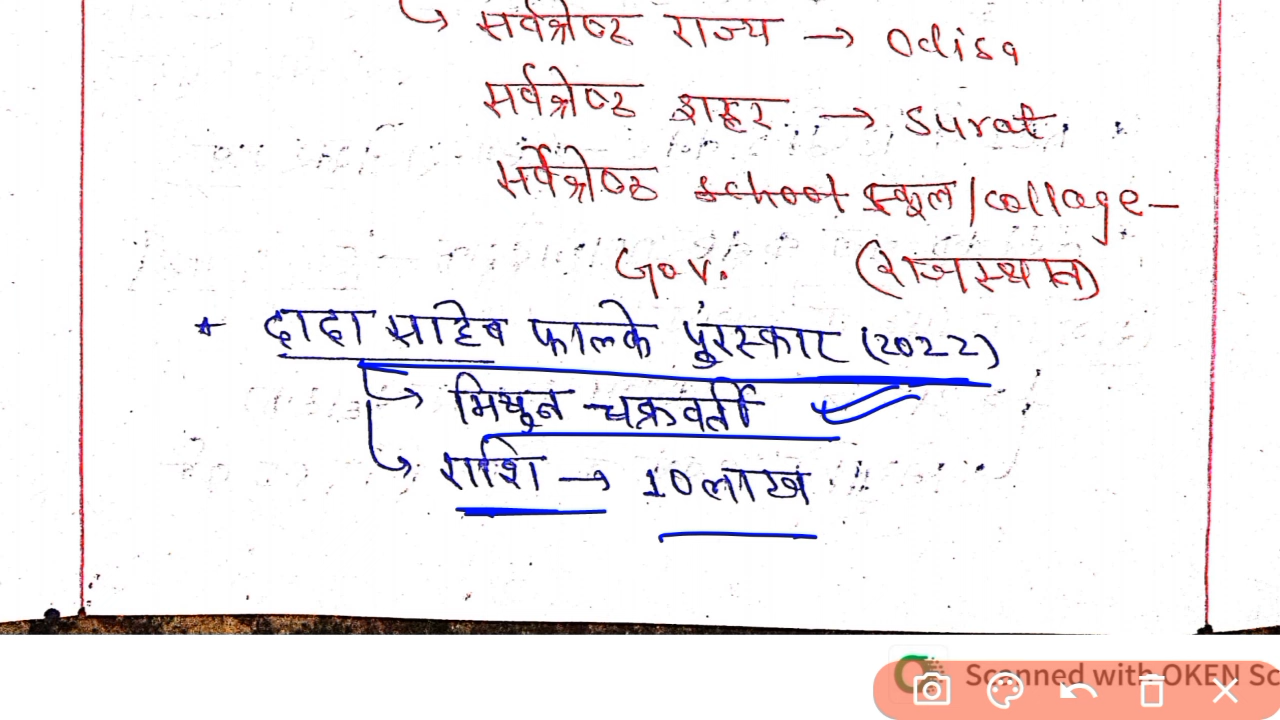 सर्वश्रेष्ठ राज्य → Odisa
सर्वश्रेष्ठ शहर → Surat
सर्वश्रेष्ठ school स्कूल/collage-
Gov. (राजस्थान)
* दादा साहेब फाल्के पुरस्कार (2022)
मिथुन चक्रवर्ती
राशि → 10 लाख
Scanned with OKEN Sc